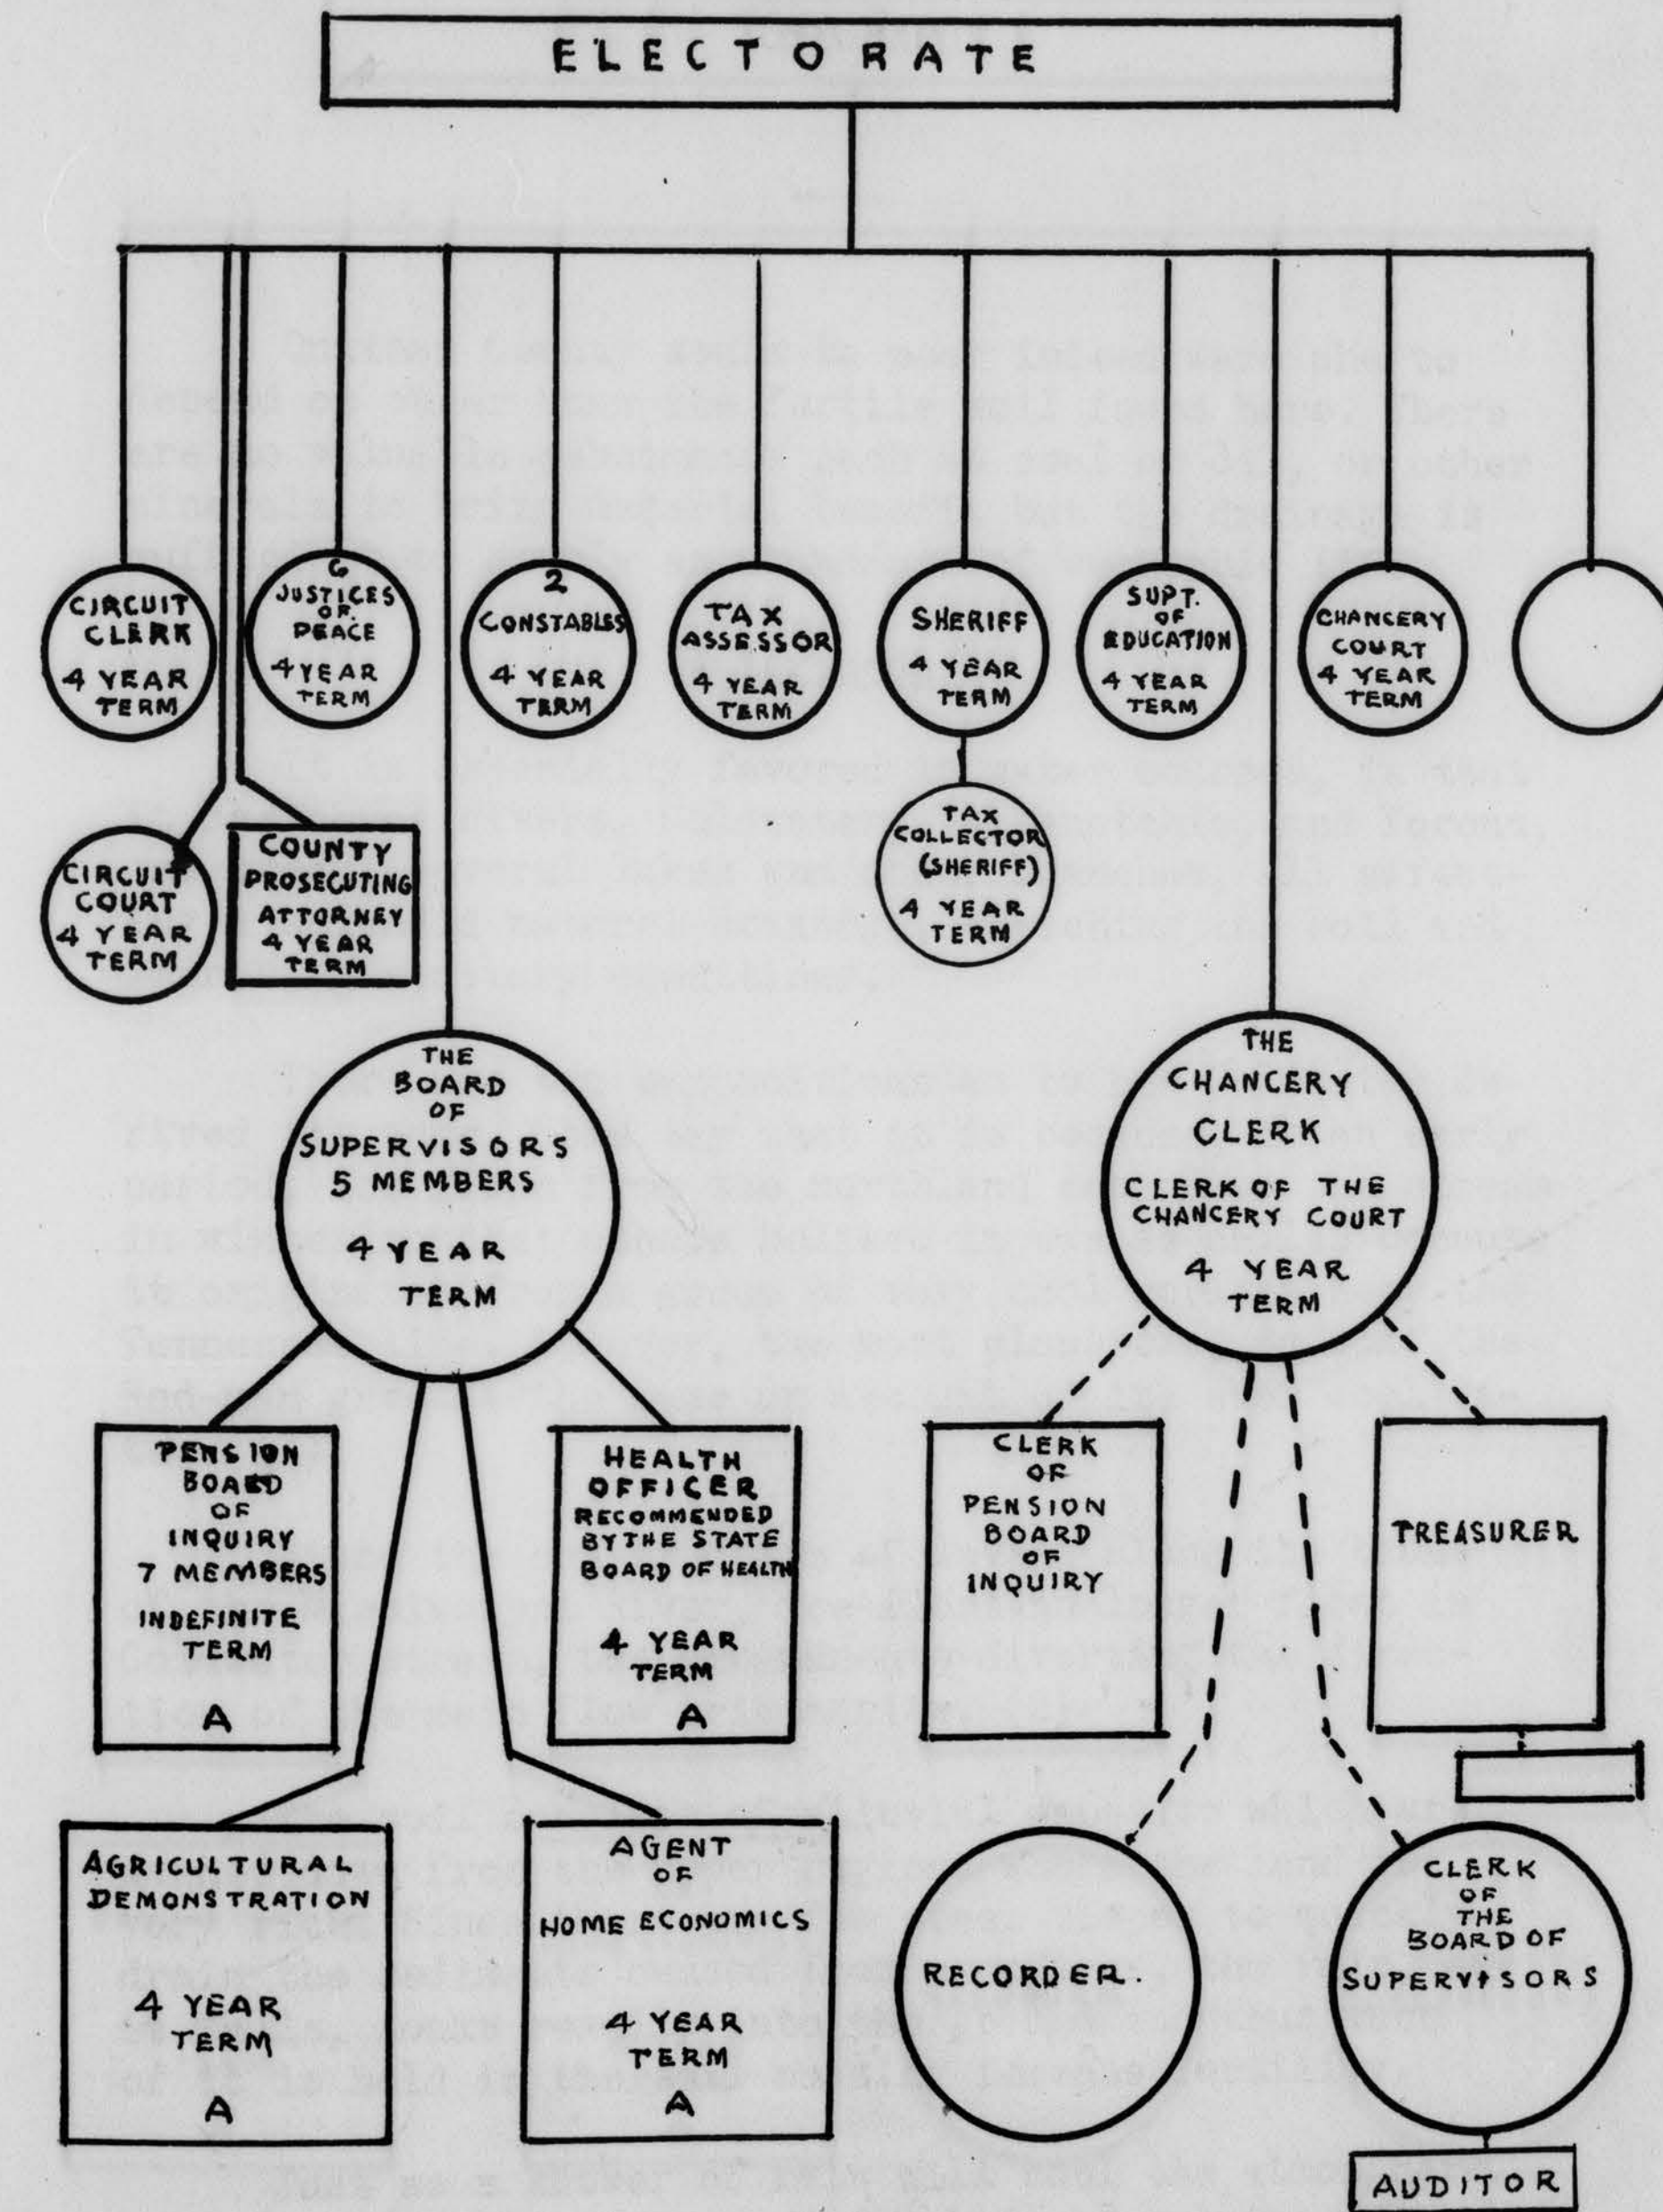 ELECTORATE
CIRCUIT
CLERK
4 YEAR
TERM
6
JUSTICES
OF
PEACE
4 YEAR
TERM
2
CONSTABLES
4 YEAR
TERM
TAX
ASSESSOR
4 YEAR
TERM
SHERIFF
4 YEAR
TERM
SUPT.
OF
EDUCATION
4 YEAR
TERM
CHANCERY
COURT
4 YEAR
TERM
CIRCUIT
COURT
4 YEAR
TERM
COUNTY
PROSECUTING
ATTORNEY
4 YEAR
TERM
TAX
COLLECTOR
(SHERIFF)
4 YEAR
TERM
THE
BOARD
OF
SUPERVISORS
5 MEMBERS
4 YEAR
TERM
THE
CHANCERY
CLERK
CLERK OF THE
CHANCERY COURT
4 YEAR
TERM
PENSION
BOARD
OF
INQUIRY
7 MEMBERS
INDEFINITE
TERM
A
HEALTH
OFFICER
RECOMMENDED
BY THE STATE
BOARD OF HEALTH
4 YEAR
TERM
A
CLERK
OF
PENSION
BOARD
OF
INQUIRY
TREASURER
AGRICULTURAL
DEMONSTRATION
4 YEAR
TERM
A
AGENT
OF
HOME ECONOMICS
4 YEAR
TERM
A
RECORDER.
CLERK
OF
THE
BOARD OF
SUPERVISORS
AUDITOR